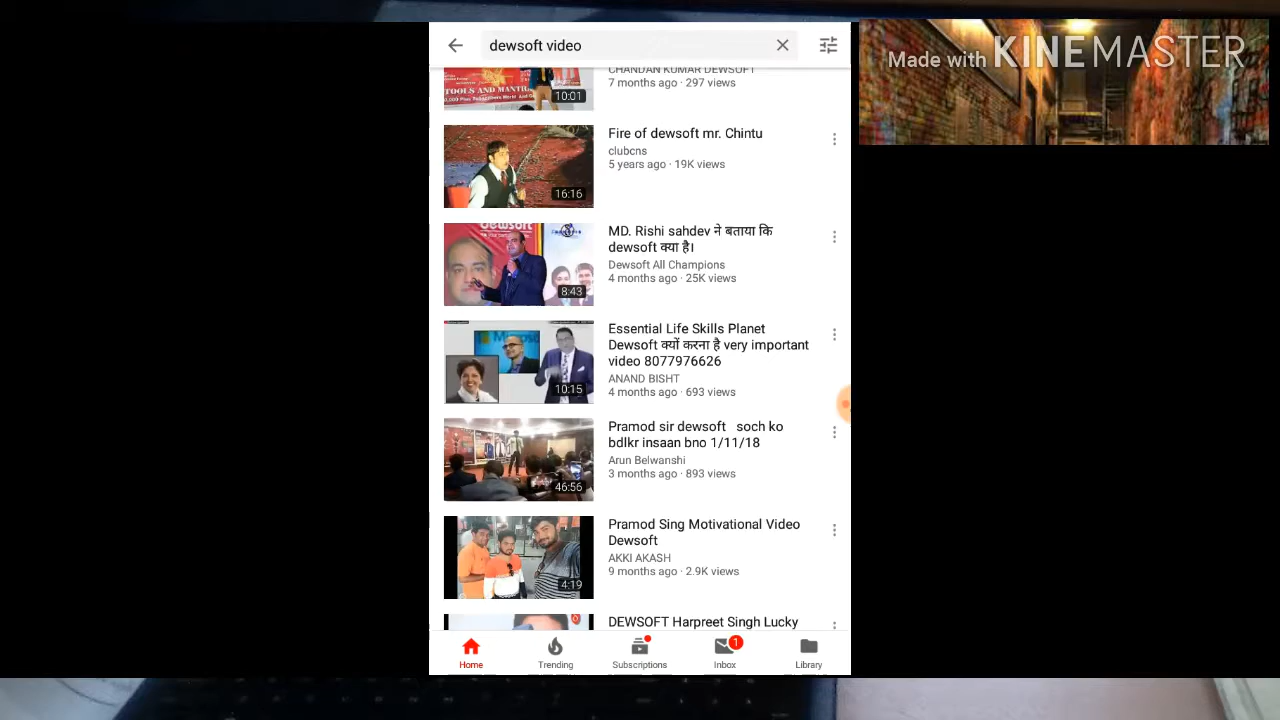 dewsoft video
Made with KINEMASTER
CHANDAN KUMAR DEWSOFT
7 months ago · 297 views
TOOLS AND MANTR
10:01
Fire of dewsoft mr. Chintu
clubcns
5 years ago · 19K views
16:16
MD. Rishi sahdev ने बताया कि
dewsoft क्या है।
Dewsoft All Champions
4 months ago · 25K views
dewsoft
8:43
Essential Life Skills Planet
Dewsoft क्यों करना है very important
video 8077976626
ANAND BISHT
4 months ago · 693 views
10:15
Pramod sir dewsoft soch ko
bdlkr insaan bno 1/11/18
Arun Belwanshi
3 months ago · 893 views
46:56
Pramod Sing Motivational Video
Dewsoft
AKKI AKASH
9 months ago · 2.9K views
4:19
DEWSOFT Harpreet Singh Lucky
1
Home Trending Subscriptions Inbox Library